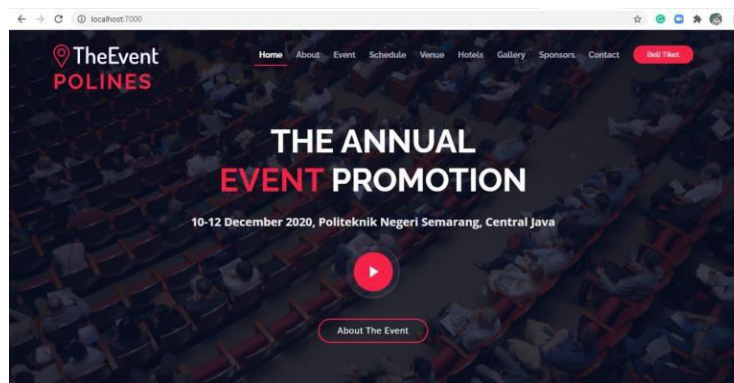 localhost:7000
TheEvent
POLINES
Home About Event Schedule Venue Hotels Gallery Sponsors Contact Beli Tiket
THE ANNUAL
EVENT PROMOTION
10-12 December 2020, Politeknik Negeri Semarang, Central Java
About The Event